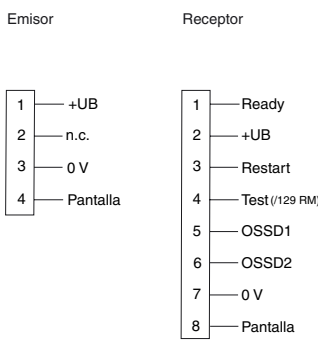 Emisor
1 +UB
2 n.c.
3 0 V
4 Pantalla
Receptor
1 Ready
2 +UB
3 Restart
4 Test (/129 RM)
5 OSSD1
6 OSSD2
7 0 V
8 Pantalla